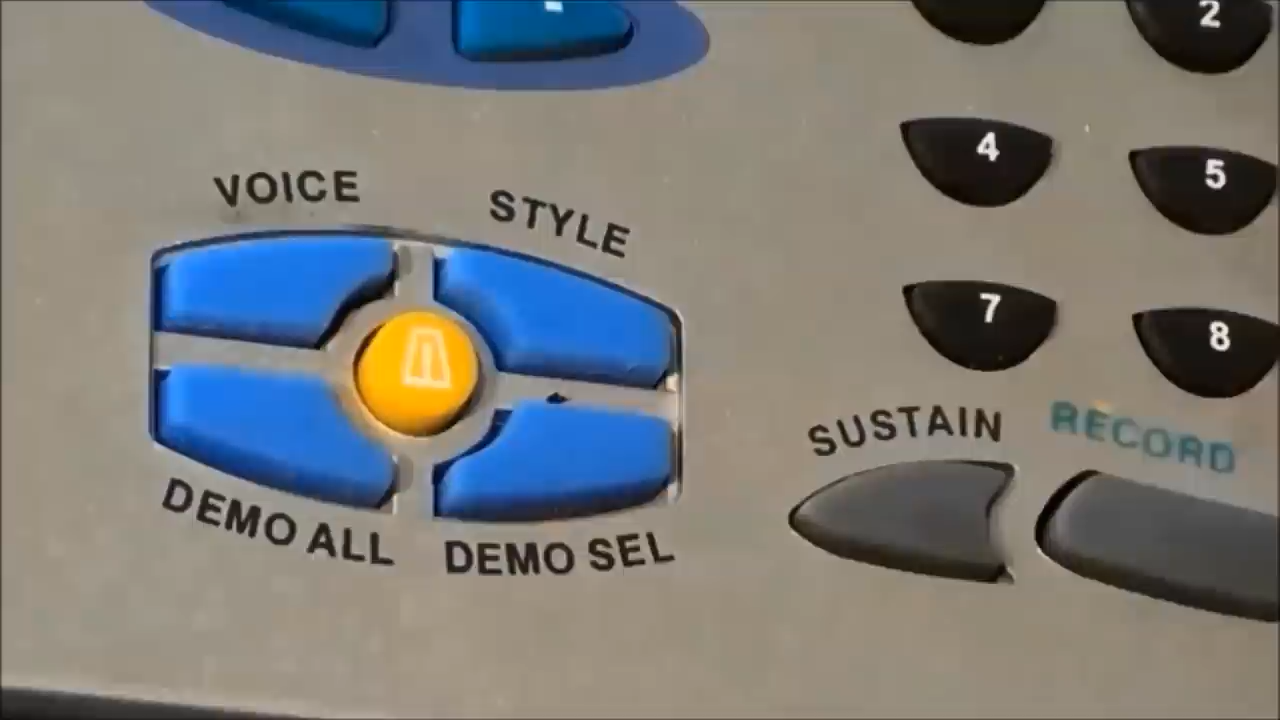 2
4
5
VOICE
STYLE
7
8
SUSTAIN
RECORD
DEMO ALL
DEMO SEL